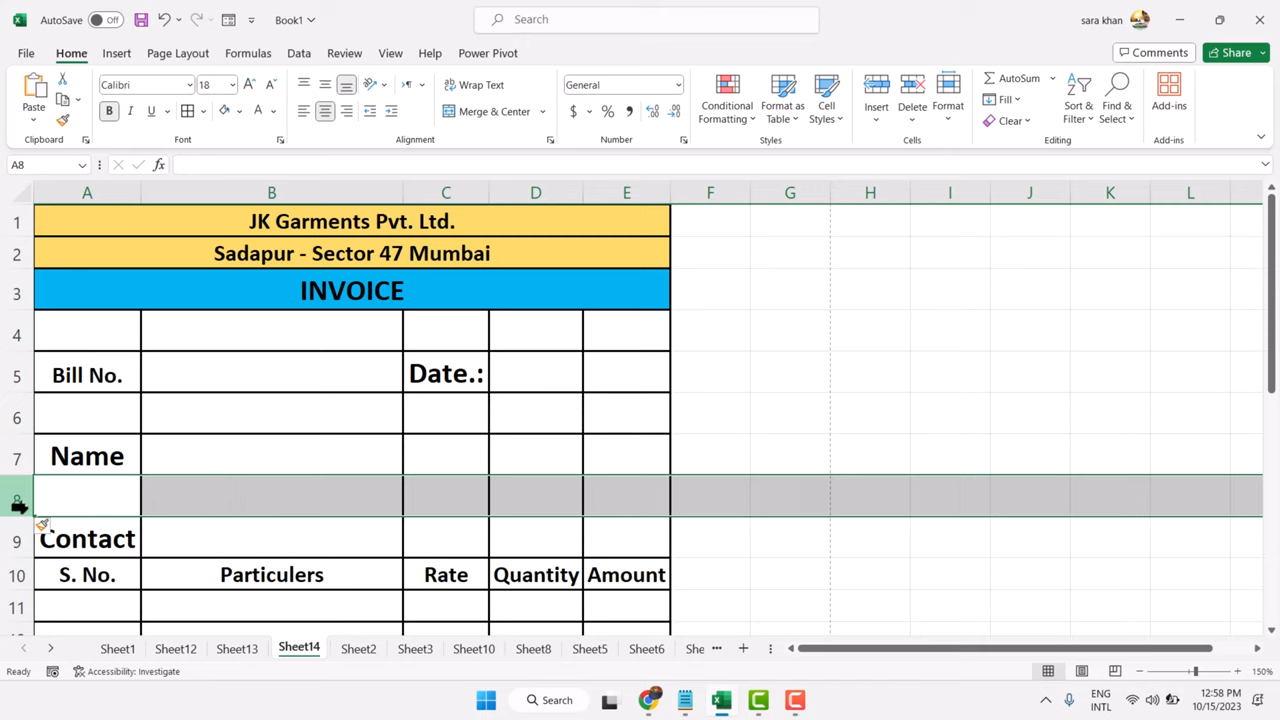 AutoSave Off Book1 Search sara khan
File Home Insert Page Layout Formulas Data Review View Help Power Pivot Comments Share
Paste Calibri 18 A A Wrap Text General Conditional Formatting Format as Table Cell Styles Insert Delete Format AutoSum Sort & Filter Find & Select Add-ins
B I U A Merge & Center $ % , Fill
Clear
Clipboard Font Alignment Number Styles Cells Editing Add-ins
A8 fx
A B C D E F G H I J K L
1 JK Garments Pvt. Ltd.
2 Sadapur - Sector 47 Mumbai
3 INVOICE
4
5 Bill No. Date.:
6
7 Name
8
9 Contact
10 S. No. Particulers Rate Quantity Amount
11
Sheet1 Sheet12 Sheet13 Sheet14 Sheet2 Sheet3 Sheet10 Sheet8 Sheet5 Sheet6 She ...
Ready Accessibility: Investigate 150%
Search ENG INTL 12:58 PM 10/15/2023